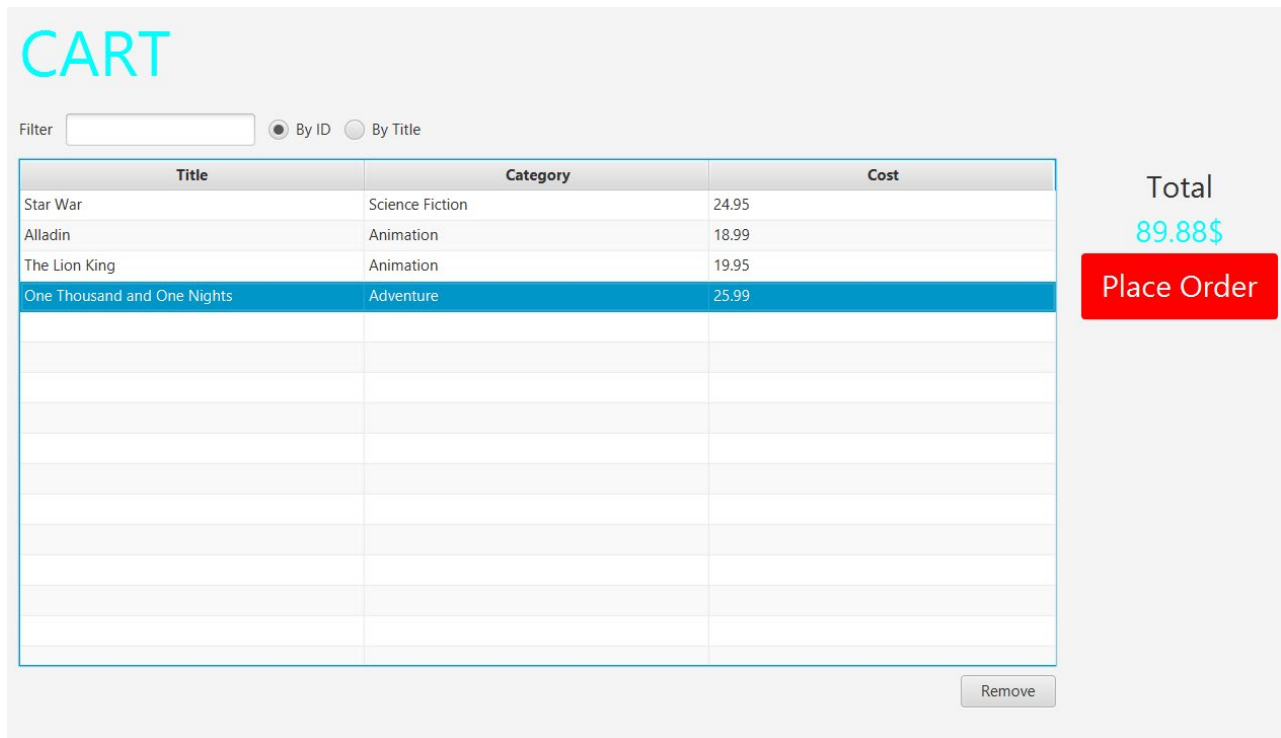 CART
Filter By ID By Title
Title Category Cost
Star War Science Fiction 24.95
Alladin Animation 18.99
The Lion King Animation 19.95
One Thousand and One Nights Adventure 25.99
Total
89.88$
Place Order
Remove